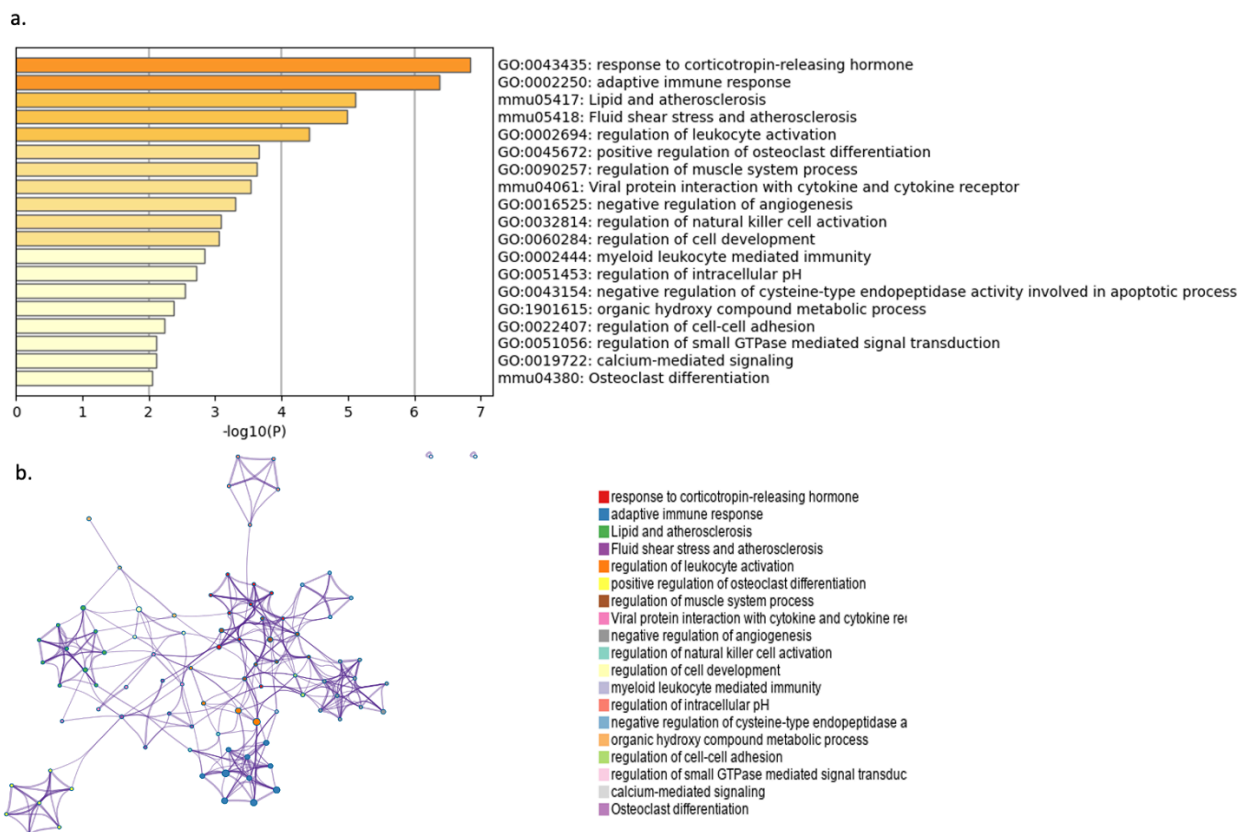 a.
GO:0043435: response to corticotropin-releasing hormone
GO:0002250: adaptive immune response
mmu05417: Lipid and atherosclerosis
mmu05418: Fluid shear stress and atherosclerosis
GO:0002694: regulation of leukocyte activation
GO:0045672: positive regulation of osteoclast differentiation
GO:0090257: regulation of muscle system process
mmu04061: Viral protein interaction with cytokine and cytokine receptor
GO:0016525: negative regulation of angiogenesis
GO:0032814: regulation of natural killer cell activation
GO:0060284: regulation of cell development
GO:0002444: myeloid leukocyte mediated immunity
GO:0051453: regulation of intracellular pH
GO:0043154: negative regulation of cysteine-type endopeptidase activity involved in apoptotic process
GO:1901615: organic hydroxy compound metabolic process
GO:0022407: regulation of cell-cell adhesion
GO:0051056: regulation of small GTPase mediated signal transduction
GO:0019722: calcium-mediated signaling
mmu04380: Osteoclast differentiation
0 1 2 3 4 5 6 7
-log10(P)
b.
response to corticotropin-releasing hormone
adaptive immune response
Lipid and atherosclerosis
Fluid shear stress and atherosclerosis
regulation of leukocyte activation
positive regulation of osteoclast differentiation
regulation of muscle system process
Viral protein interaction with cytokine and cytokine rec
negative regulation of angiogenesis
regulation of natural killer cell activation
regulation of cell development
myeloid leukocyte mediated immunity
regulation of intracellular pH
negative regulation of cysteine-type endopeptidase a
organic hydroxy compound metabolic process
regulation of cell-cell adhesion
regulation of small GTPase mediated signal transduc
calcium-mediated signaling
Osteoclast differentiation